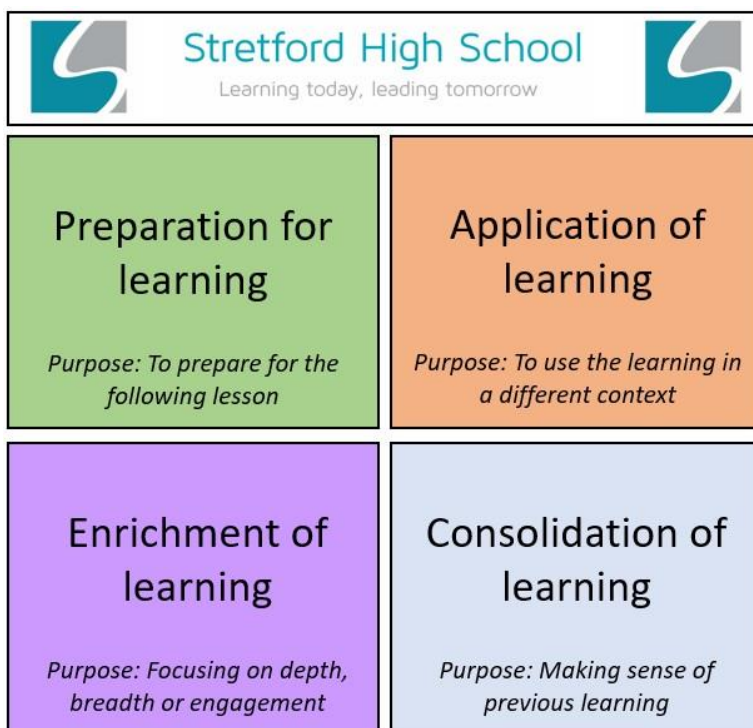 Stretford High School
Learning today, leading tomorrow
Preparation for
learning
Purpose: To prepare for the
following lesson
Application of
learning
Purpose: To use the learning in
a different context
Enrichment of
learning
Purpose: Focusing on depth,
breadth or engagement
Consolidation of
learning
Purpose: Making sense of
previous learning